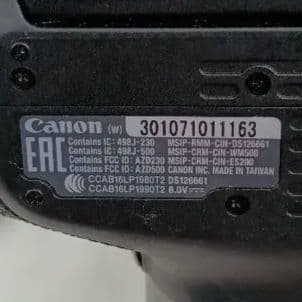 Canon (W) 301071011163
EAC
Contains IC: 498J-230 MSIP-RMM-CIN-DS126661
Contains IC: 498J-500 MSIP-CRM-CIN-WM500
Contains FCC ID: AZD230 MSIP-CRM-CIN-ES200
Contains FCC ID: AZD500 CANON INC. MADE IN TAIWAN
CCAB16LP1980T2 DS126661
CCAB16LP1990T2 8.0V